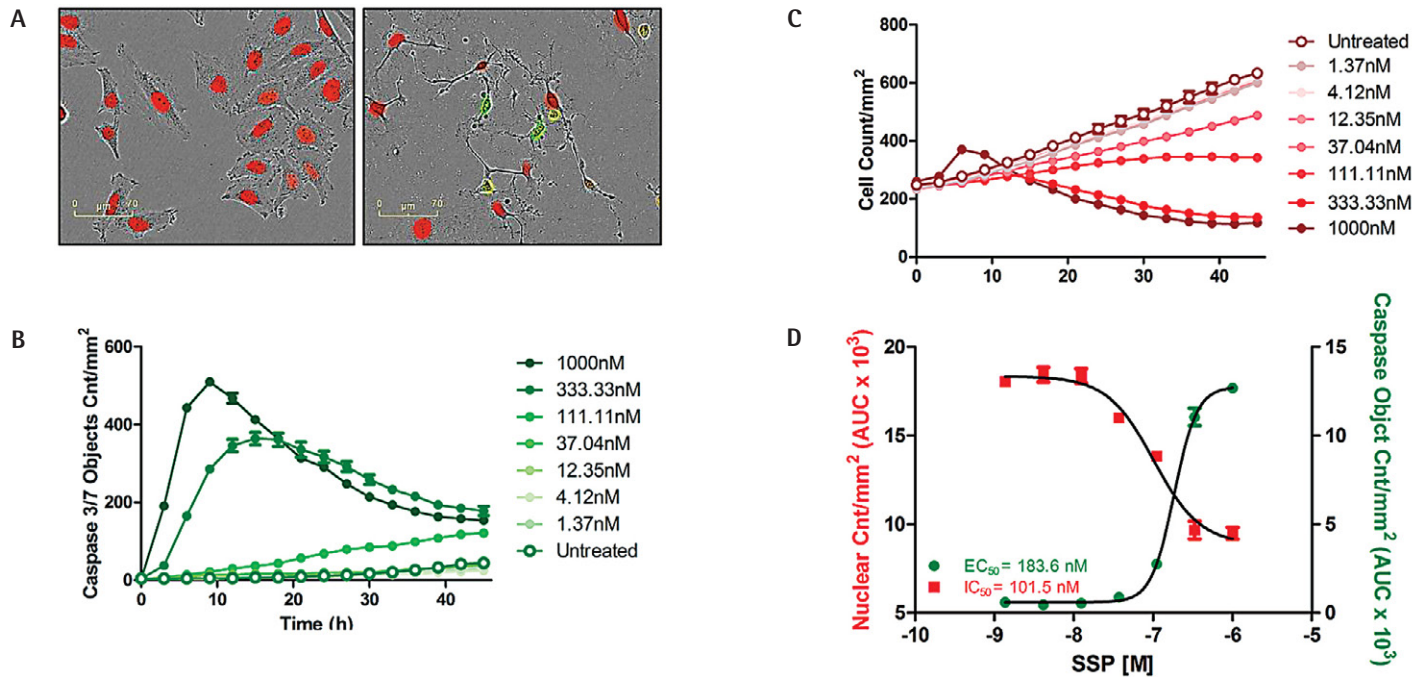 A
µm 70
µm 70
B
Caspase 3/7 Objects Cnt/mm2
600
400
200
0
0 20 40
Time (h)
1000nM
333.33nM
111.11nM
37.04nM
12.35nM
4.12nM
1.37nM
Untreated
C
Cell Count/mm2
800
600
400
200
0
0 10 20 30 40
Untreated
1.37nM
4.12nM
12.35nM
37.04nM
111.11nM
333.33nM
1000nM
D
Nuclear Cnt/mm2 (AUC x 103)
20
15
10
5
EC50 = 183.6 nM
IC50 = 101.5 nM
-10 -9 -8 -7 -6 -5
SSP [M]
15
10
5
0
Caspase Objct Cnt/mm2 (AUC x 103)